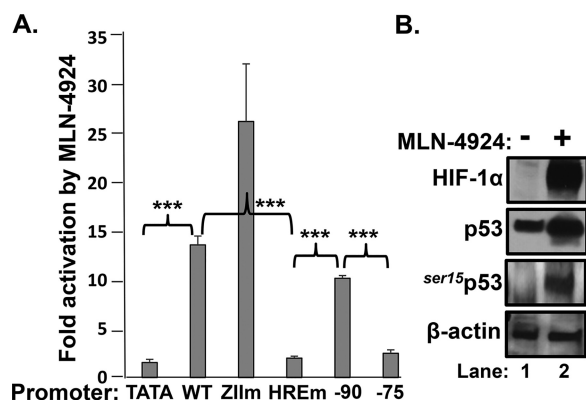 A.
Fold activation by MLN-4924
35
30
25
20
15
10
5
0
***
***
***
***
Promoter: TATA WT ZIIm HREm -90 -75
B.
MLN-4924: - +
HIF-1α
p53
ser15p53
β-actin
Lane: 1 2